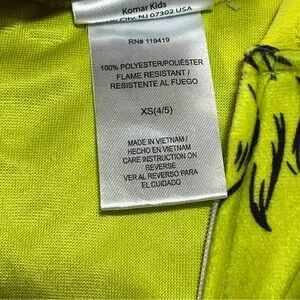 Komar Kids
City, NJ 07302 USA
RN# 119419
100% POLYESTER/POLIÉSTER
FLAME RESISTANT /
RESISTENTE AL FUEGO
XS(4/5)
MADE IN VIETNAM /
HECHO EN VIETNAM
CARE INSTRUCTION ON
REVERSE
VER AL REVERSO PARA
EL CUIDADO